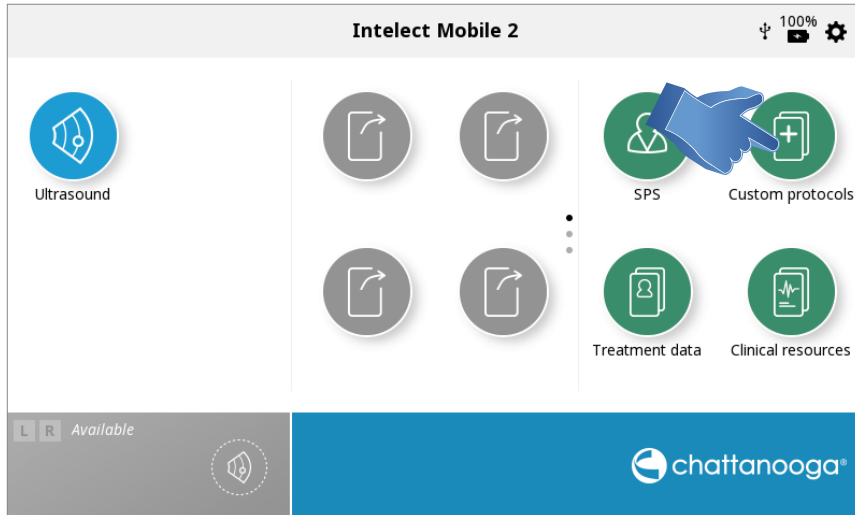 Intelect Mobile 2
100%
Ultrasound
SPS
Custom protocols
Treatment data
Clinical resources
L R Available
chattanooga®